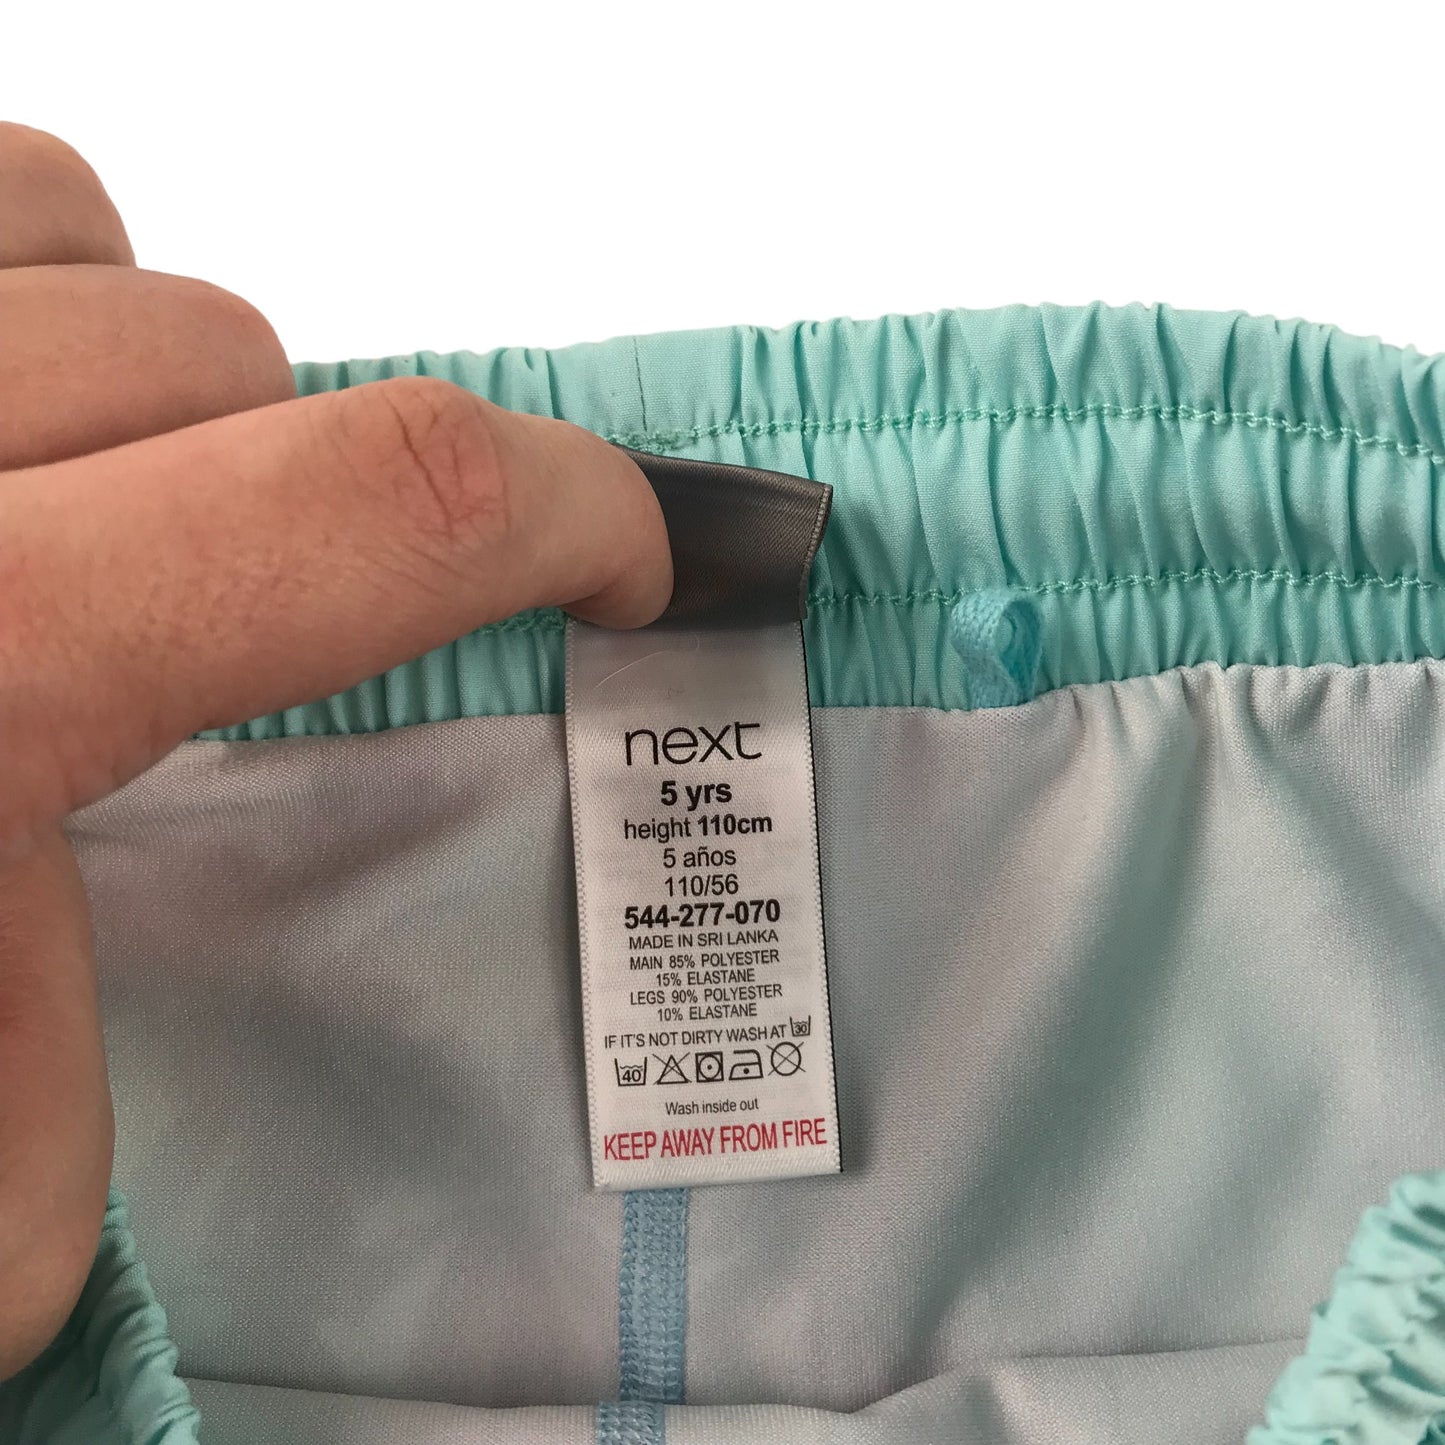 next
5 yrs
height 110cm
5 años
110/56
544-277-070
MADE IN SRI LANKA
MAIN 85% POLYESTER
15% ELASTANE
LEGS 90% POLYESTER
10% ELASTANE
IF IT'S NOT DIRTY WASH AT 30
40
Wash inside out
KEEP AWAY FROM FIRE